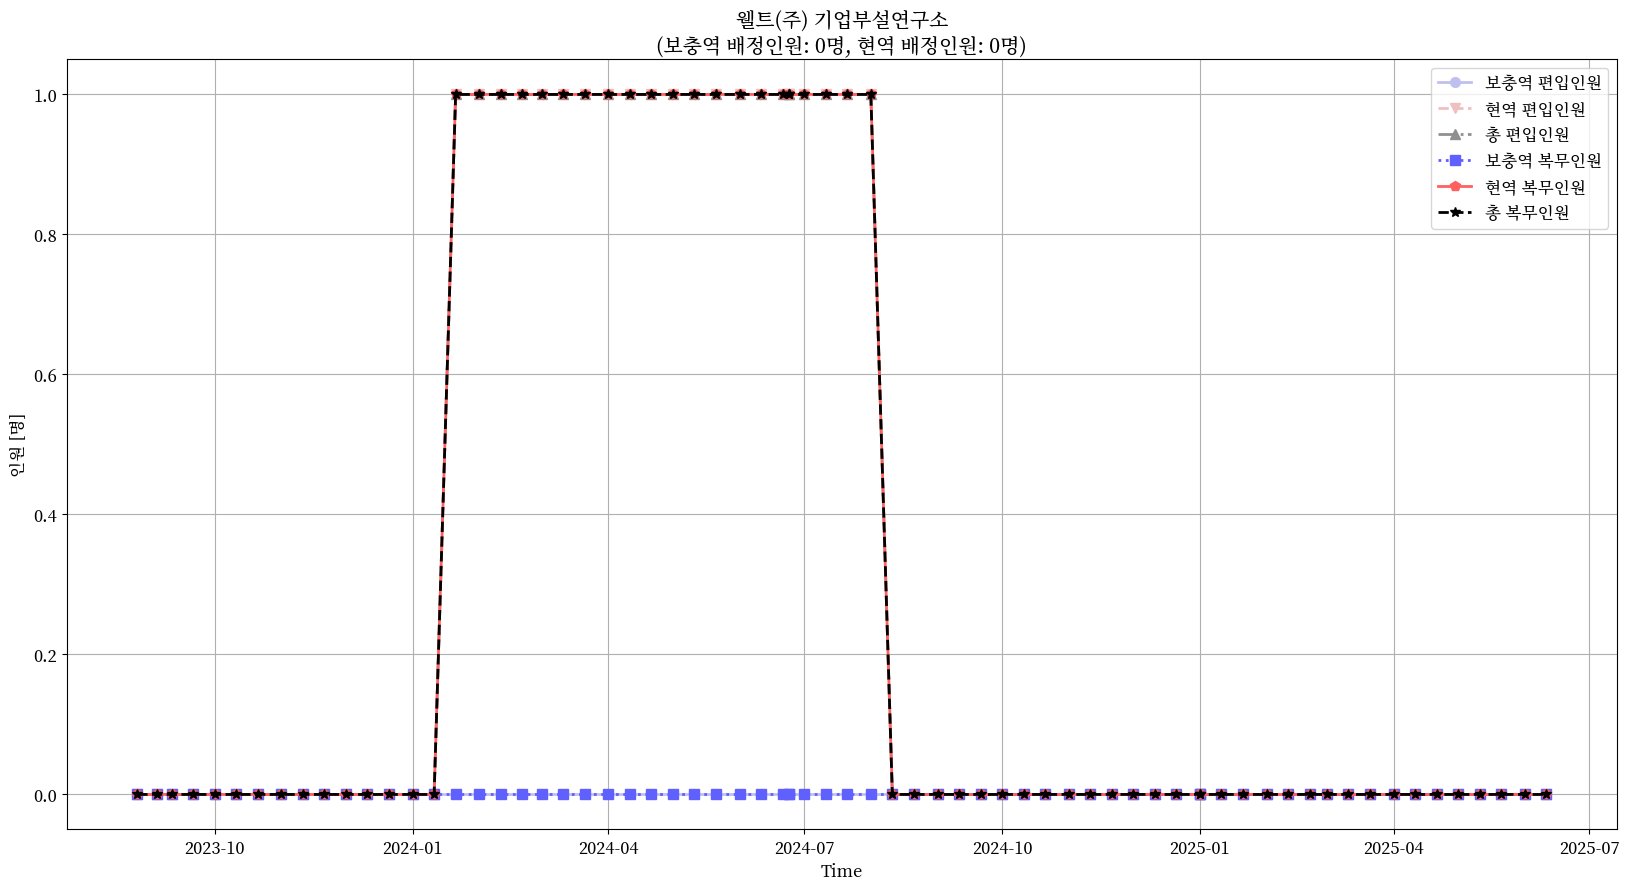 웰트(주) 기업부설연구소
(보충역 배정인원: 0명, 현역 배정인원: 0명)
보충역 편입인원
현역 편입인원
총 편입인원
보충역 복무인원
현역 복무인원
총 복무인원
인원 [명]
1.0
0.8
0.6
0.4
0.2
0.0
2023-10
2024-01
2024-04
2024-07
2024-10
2025-01
2025-04
2025-07
Time